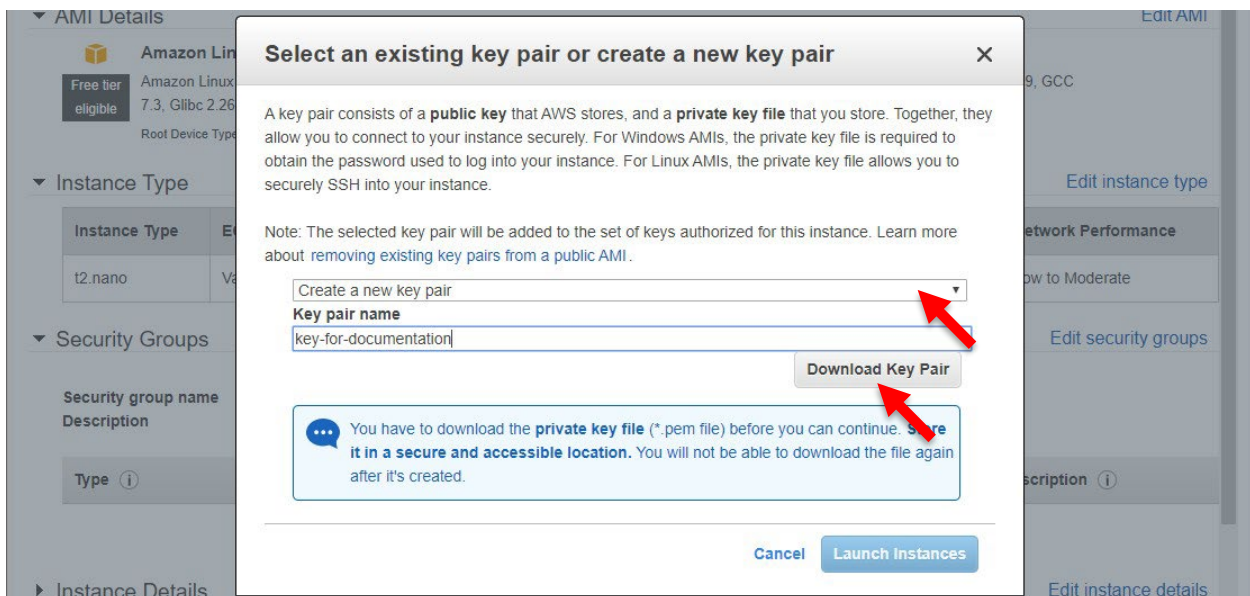 AMI Details
Edit AMI
Select an existing key pair or create a new key pair
Amazon Lin
Free tier
eligible
Amazon Linux
9, GCC
7.3, Glibc 2.26
Root Device Type
A key pair consists of a public key that AWS stores, and a private key file that you store. Together, they
allow you to connect to your instance securely. For Windows AMIs, the private key file is required to
obtain the password used to log into your instance. For Linux AMIs, the private key file allows you to
securely SSH into your instance.
Instance Type
Edit instance type
Instance Type
etwork Performance
Note: The selected key pair will be added to the set of keys authorized for this instance. Learn more
about removing existing key pairs from a public AMI.
t2.nano
Va
ow to Moderate
Create a new key pair
Key pair name
key-for-documentation
Security Groups
Edit security groups
Download Key Pair
Security group name
Description
You have to download the private key file (*.pem file) before you can continue. Store
it in a secure and accessible location. You will not be able to download the file again
after it's created.
Type
scription
Cancel
Launch Instances
Instance Details
Edit instance details